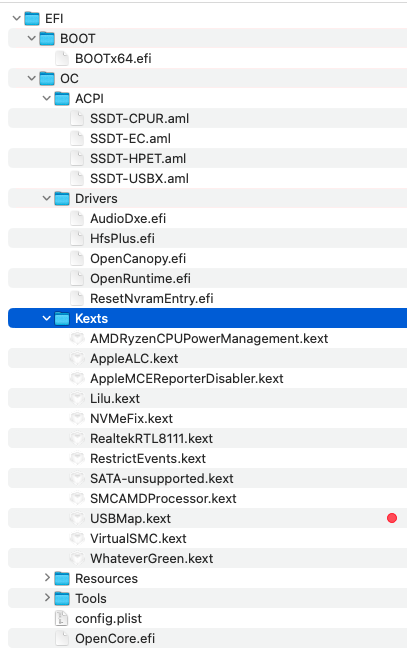 EFI
BOOT
BOOTx64.efi
OC
ACPI
SSDT-CPUR.aml
SSDT-EC.aml
SSDT-HPET.aml
SSDT-USBX.aml
Drivers
AudioDxe.efi
HfsPlus.efi
OpenCanopy.efi
OpenRuntime.efi
ResetNvramEntry.efi
Kexts
AMDRyzenCPUPowerManagement.kext
AppleALC.kext
AppleMCEReporterDisabler.kext
Lilu.kext
NVMeFix.kext
RealtekRTL8111.kext
RestrictEvents.kext
SATA-unsupported.kext
SMCAMDProcessor.kext
USBMap.kext
VirtualSMC.kext
WhateverGreen.kext
Resources
Tools
config.plist
OpenCore.efi